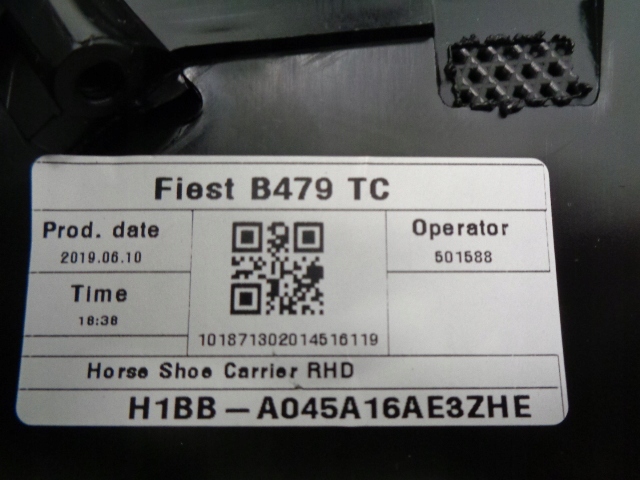 Fiest B479 TC
Prod. date
2019.06.10
Operator
501588
Time
18:38
101871302014516119
Horse Shoe Carrier RHD
H1BB - A045A16AE3ZHE